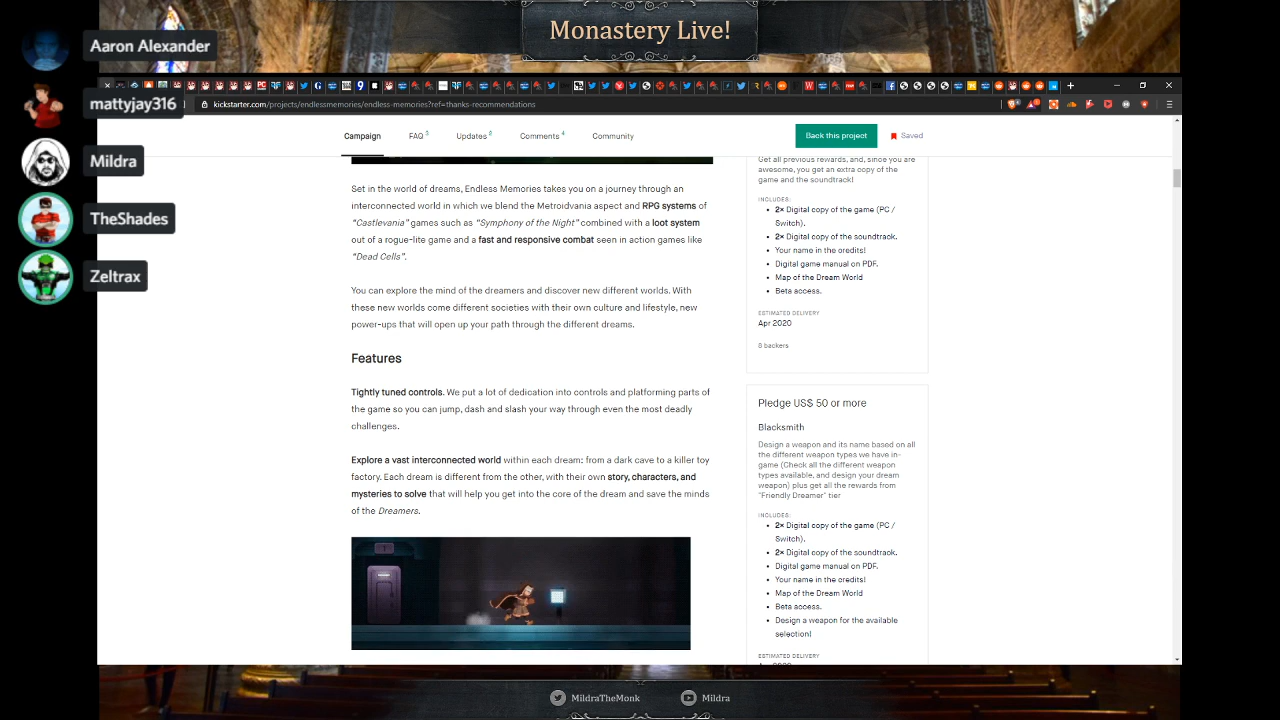 Monastery Live!
Aaron Alexander
mattyjay316
Mildra
TheShades
Zeltrax
kickstarter.com/projects/endlessmemories/endless-memories?ref=thanks-recommendations
Campaign
FAQ 3
Updates 2
Comments 4
Community
Back this project
Saved
Set in the world of dreams, Endless Memories takes you on a journey through an
interconnected world in which we blend the Metroidvania aspect and RPG systems of
“Castlevania” games such as “Symphony of the Night” combined with a loot system
out of a rogue-lite game and a fast and responsive combat seen in action games like
“Dead Cells”.
You can explore the mind of the dreamers and discover new different worlds. With
these new worlds come different societies with their own culture and lifestyle, new
power-ups that will open up your path through the different dreams.
Features
Tightly tuned controls. We put a lot of dedication into controls and platforming parts of
the game so you can jump, dash and slash your way through even the most deadly
challenges.
Explore a vast interconnected world within each dream: from a dark cave to a killer toy
factory. Each dream is different from the other, with their own story, characters, and
mysteries to solve that will help you get into the core of the dream and save the minds
of the Dreamers.
Get all previous rewards, and, since you are
awesome, you get an extra copy of the
game and the soundtrack!
INCLUDES:
2× Digital copy of the game (PC /
Switch).
2× Digital copy of the soundtrack.
Your name in the credits!
Digital game manual on PDF.
Map of the Dream World
Beta access.
ESTIMATED DELIVERY
Apr 2020
8 backers
Pledge US$ 50 or more
Blacksmith
Design a weapon and its name based on all
the different weapon types we have in-
game (Check all the different weapon
types available, and design your dream
weapon) plus get all the rewards from
"Friendly Dreamer" tier
INCLUDES:
2× Digital copy of the game (PC /
Switch).
2× Digital copy of the soundtrack.
Digital game manual on PDF.
Your name in the credits!
Map of the Dream World
Beta access.
Design a weapon for the available
selection!
ESTIMATED DELIVERY
MildraTheMonk
Mildra